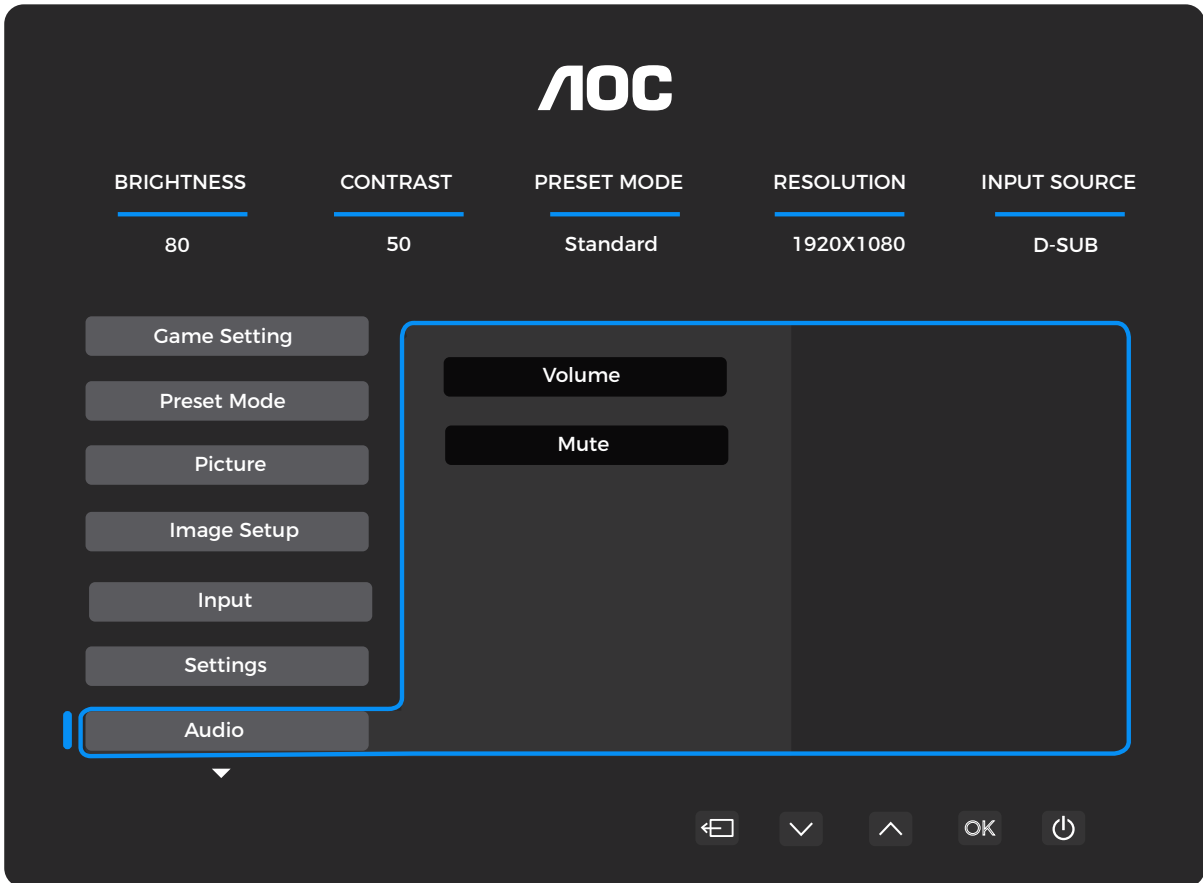 AOC
BRIGHTNESS CONTRAST PRESET MODE RESOLUTION INPUT SOURCE
80 50 Standard 1920X1080 D-SUB
Game Setting
Preset Mode
Picture
Image Setup
Input
Settings
Audio
Volume
Mute
OK